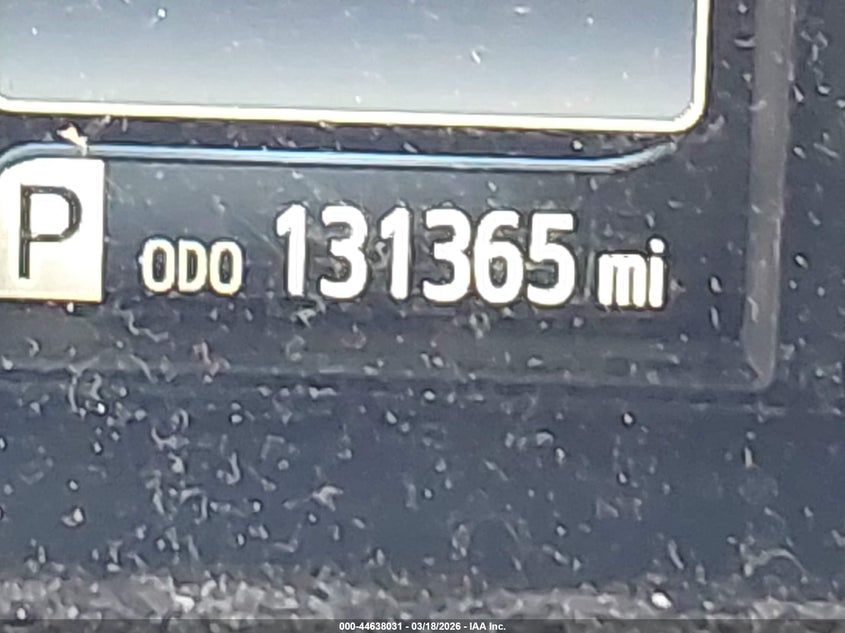 P ODO 131365 mi
000-44638031 - 03/18/2026 - IAA Inc.